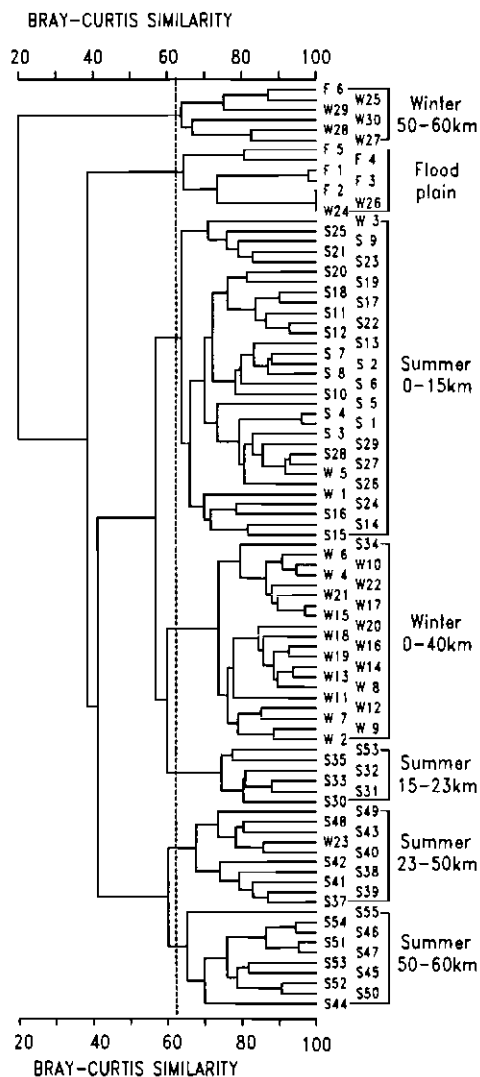 BRAY-CURTIS SIMILARITY
20 40 60 80 100
F 6
W25
W29
W30
W28
W27
Winter
50-60km
F 5
F 4
F 1
F 3
F 2
W26
W24
Flood
plain
W 3
S25
S 9
S21
S23
S20
S19
S18
S17
S11
S22
S12
S13
S 7
S 2
S 8
S 6
S10
S 5
S 4
S 1
S 3
S29
S28
S27
W 5
S26
W 1
S24
S16
S14
S15
Summer
0-15km
S34
W 6
W10
W 4
W22
W21
W17
W15
W20
W18
W16
W19
W14
W13
W 8
W11
W12
W 7
W 9
W 2
Winter
0-40km
S53
S35
S32
S33
S31
S30
Summer
15-23km
S49
S48
S43
W23
S40
S42
S38
S41
S39
S37
Summer
23-50km
S55
S54
S46
S51
S47
S53
S45
S52
S50
S44
Summer
50-60km
20 40 60 80 100
BRAY-CURTIS SIMILARITY